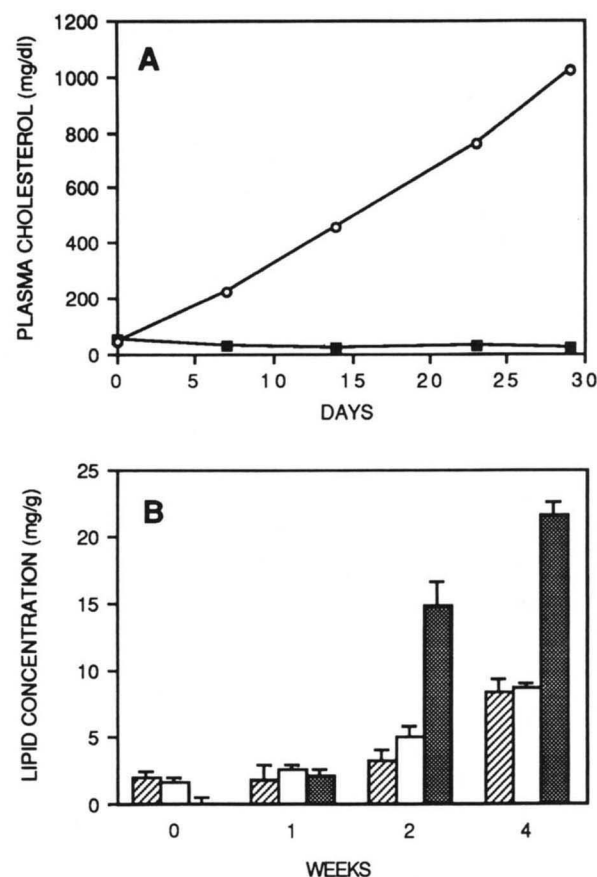 A
PLASMA CHOLESTEROL (mg/dl)
1200
1000
800
600
400
200
0
0 5 10 15 20 25 30
DAYS
B
LIPID CONCENTRATION (mg/g)
25
20
15
10
5
0
0 1 2 4
WEEKS